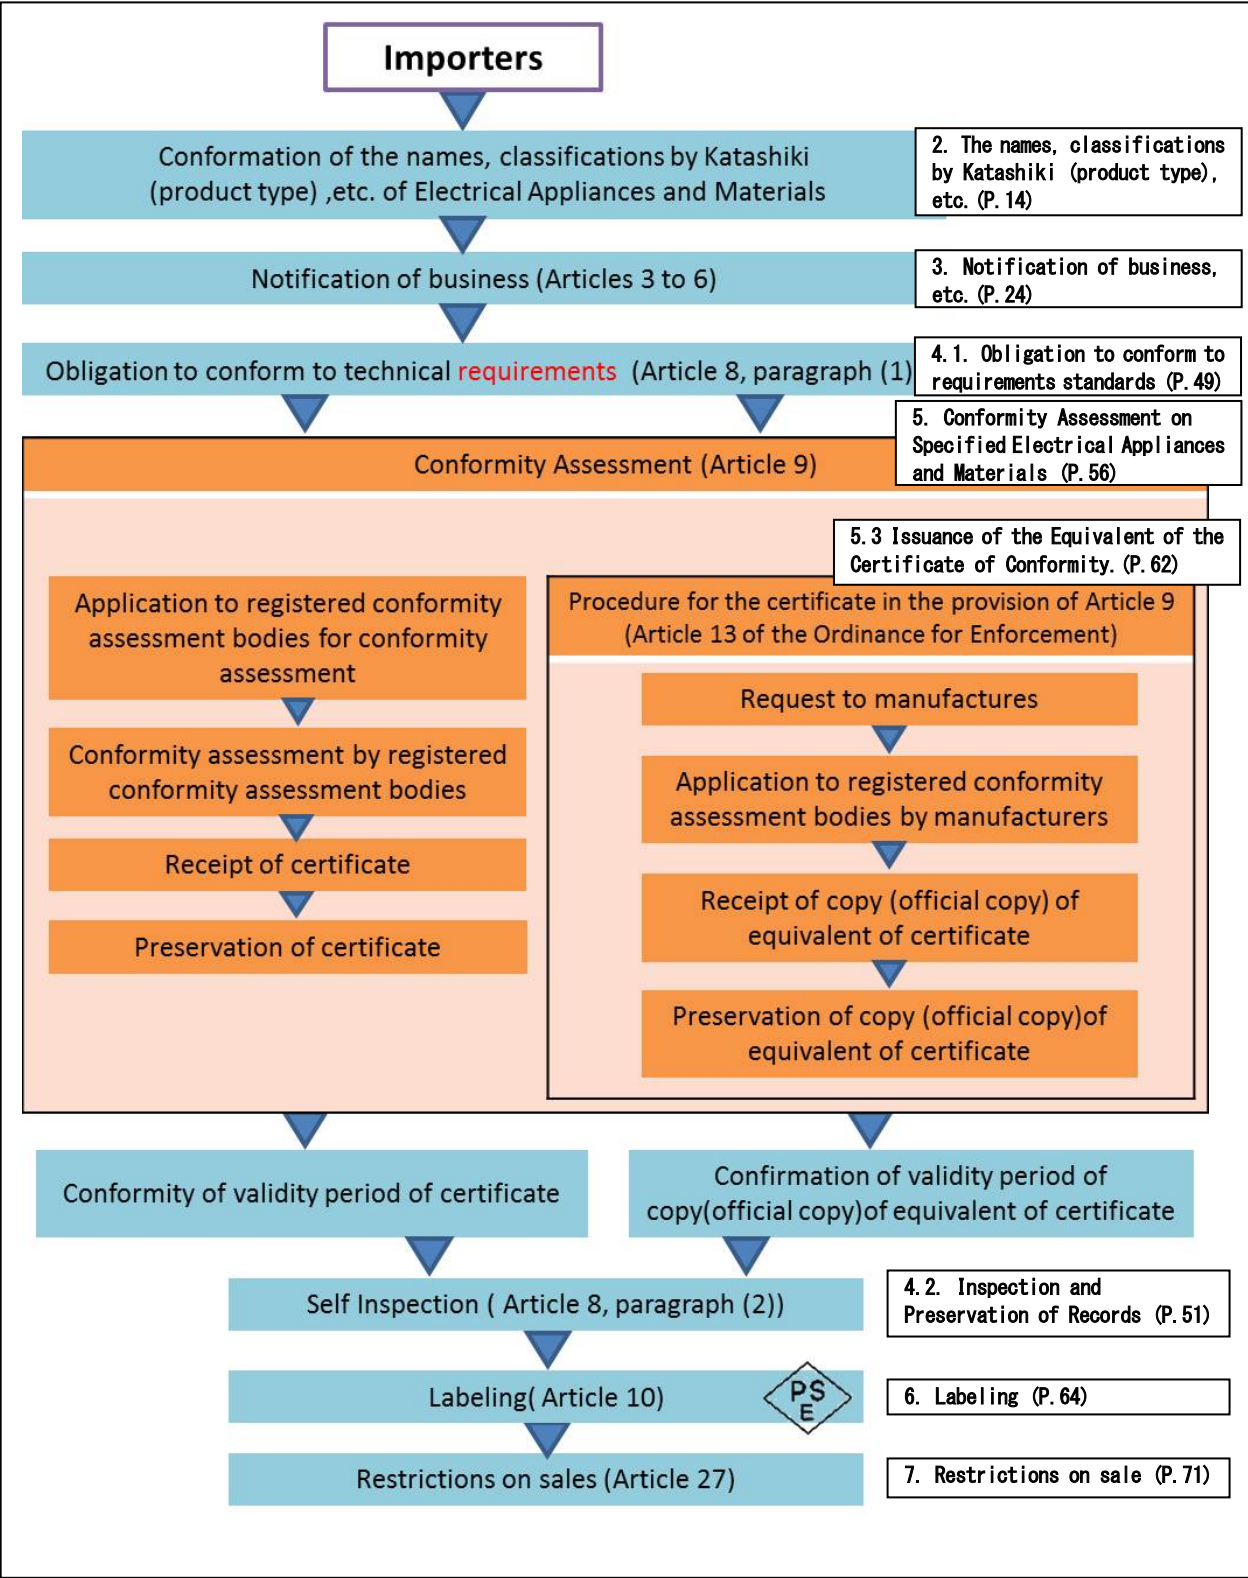 Importers
Conformation of the names, classifications by Katashiki
(product type) ,etc. of Electrical Appliances and Materials
2. The names, classifications
by Katashiki (product type),
etc. (P.14)
Notification of business (Articles 3 to 6)
3. Notification of business,
etc. (P.24)
Obligation to conform to technical requirements (Article 8, paragraph (1)
4.1. Obligation to conform to
requirements standards (P.49)
5. Conformity Assessment on
Specified Electrical Appliances
and Materials (P.56)
Conformity Assessment (Article 9)
5.3 Issuance of the Equivalent of the
Certificate of Conformity. (P.62)
Application to registered conformity
assessment bodies for conformity
assessment
Conformity assessment by registered
conformity assessment bodies
Receipt of certificate
Preservation of certificate
Procedure for the certificate in the provision of Article 9
(Article 13 of the Ordinance for Enforcement)
Request to manufactures
Application to registered conformity
assessment bodies by manufacturers
Receipt of copy (official copy) of
equivalent of certificate
Preservation of copy (official copy)of
equivalent of certificate
Conformity of validity period of certificate
Confirmation of validity period of
copy(official copy)of equivalent of certificate
Self Inspection ( Article 8, paragraph (2))
4.2. Inspection and
Preservation of Records (P.51)
Labeling( Article 10)
PS
E
6. Labeling (P.64)
Restrictions on sales (Article 27)
7. Restrictions on sale (P.71)